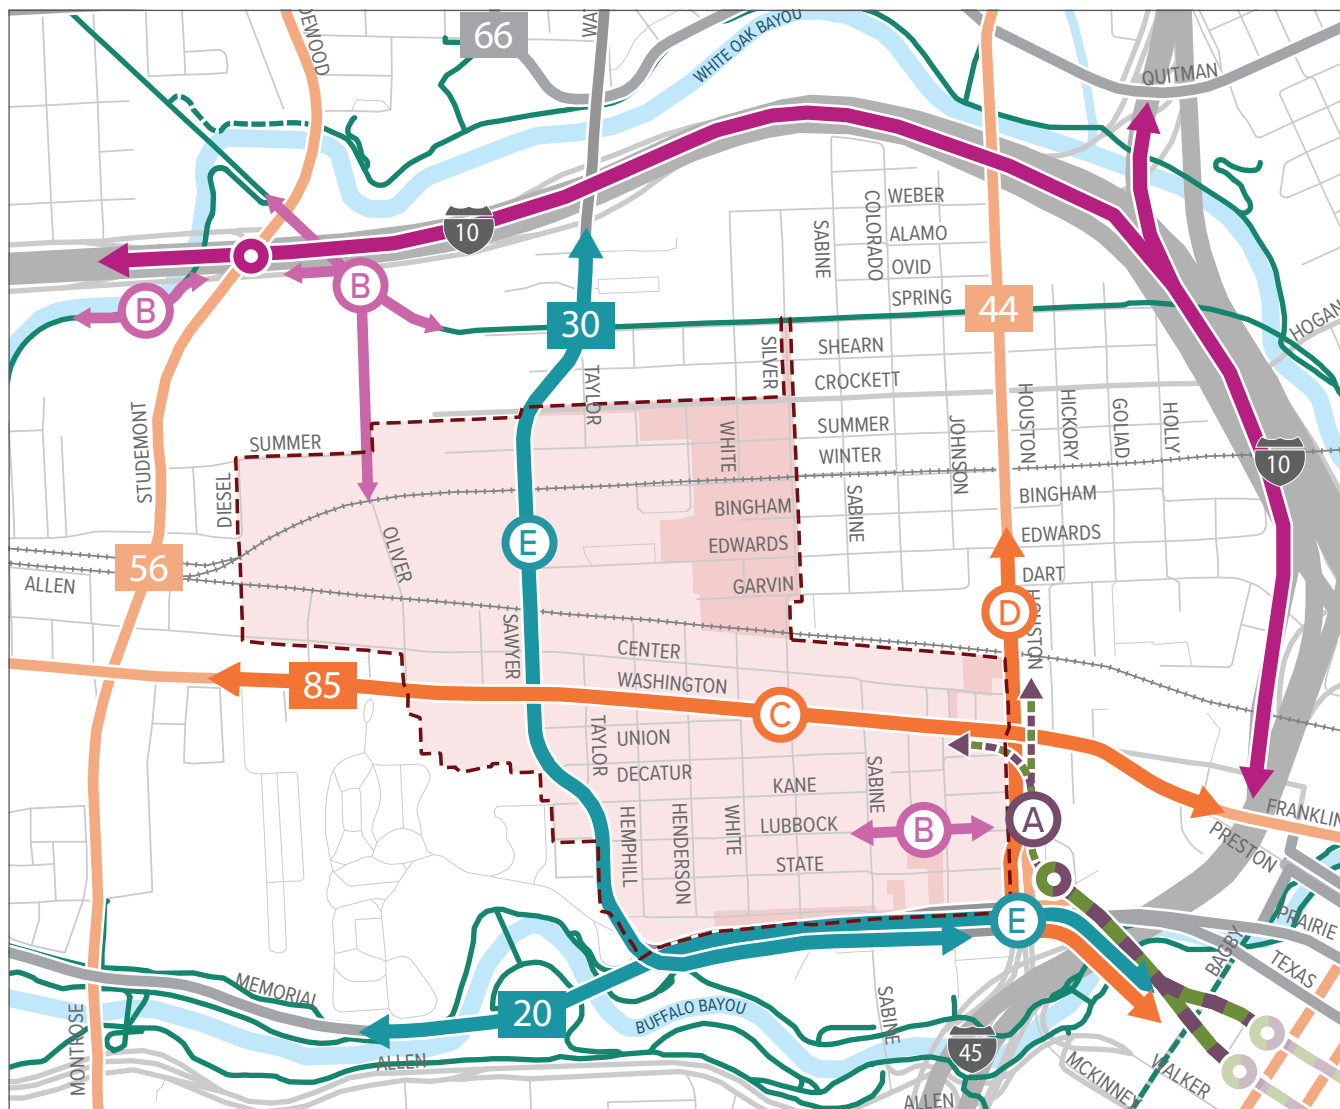 66
WHITE OAK BAYOU
QUITMAN
10
WEBER
COLORADO
SABINE
ALAMO
OVID
SPRING
B
B
44
30
HOGAN
SILVER
SHEARN
CROCKETT
TAYLOR
STUDEMONT
SUMMER
WHITE
SUMMER
WINTER
JOHNSON
HOUSTON
HICKORY
GOLIAD
HOLLY
10
DIESEL
SABINE
BINGHAM
BINGHAM
E
OLIVER
EDWARDS
EDWARDS
56
ALLEN
GARVIN
DART
D
HOUSTON
SAWYER
CENTER
WASHINGTON
85
C
TAYLOR
UNION
DECATUR
SABINE
KANE
HEMPHILL
HENDERSON
WHITE
LUBBOCK
B
A
STATE
FRANKLIN
PRESTON
E
PRAIRIE
BAGBY
TEXAS
MEMORIAL
20
BUFFALO BAYOU
SABINE
MONTROSE
ALLEN
45
MCKINNEY
WALKER
ALLEN